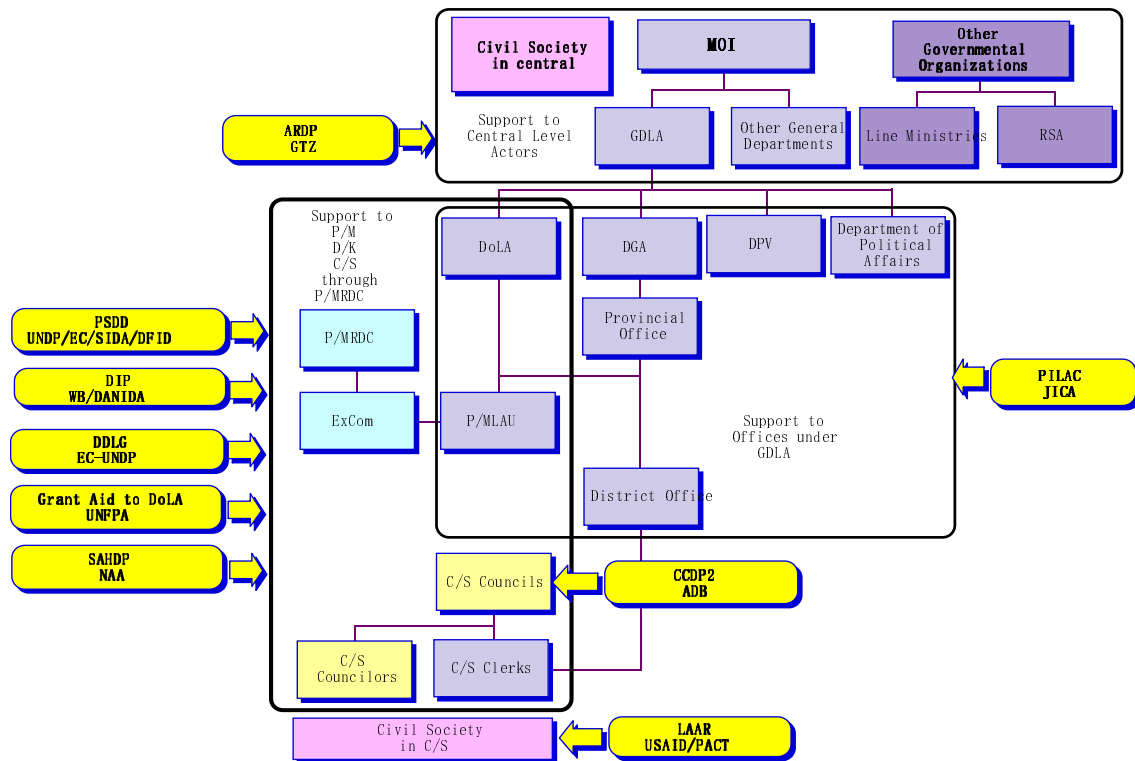 Civil Society
in central
MOI
Other
Governmental
Organizations
ARDP
GTZ
Support to
Central Level
Actors
GDLA
Other General
Departments
Line Ministries
RSA
Support to
P/M
D/K
C/S
through
P/MRDC
DoLA
DGA
DPV
Department of
Political
Affairs
PSDD
UNDP/EC/SIDA/DFID
P/MRDC
Provincial
Office
DIP
WB/DANIDA
PILAC
JICA
ExCom
P/MLAU
Support to
Offices under
GDLA
DDLG
EC-UNDP
Grant Aid to DoLA
UNFPA
District Office
SAHDP
NAA
C/S Councils
CCDP2
ADB
C/S
Councilors
C/S Clerks
Civil Society
in C/S
LAAR
USAID/PACT